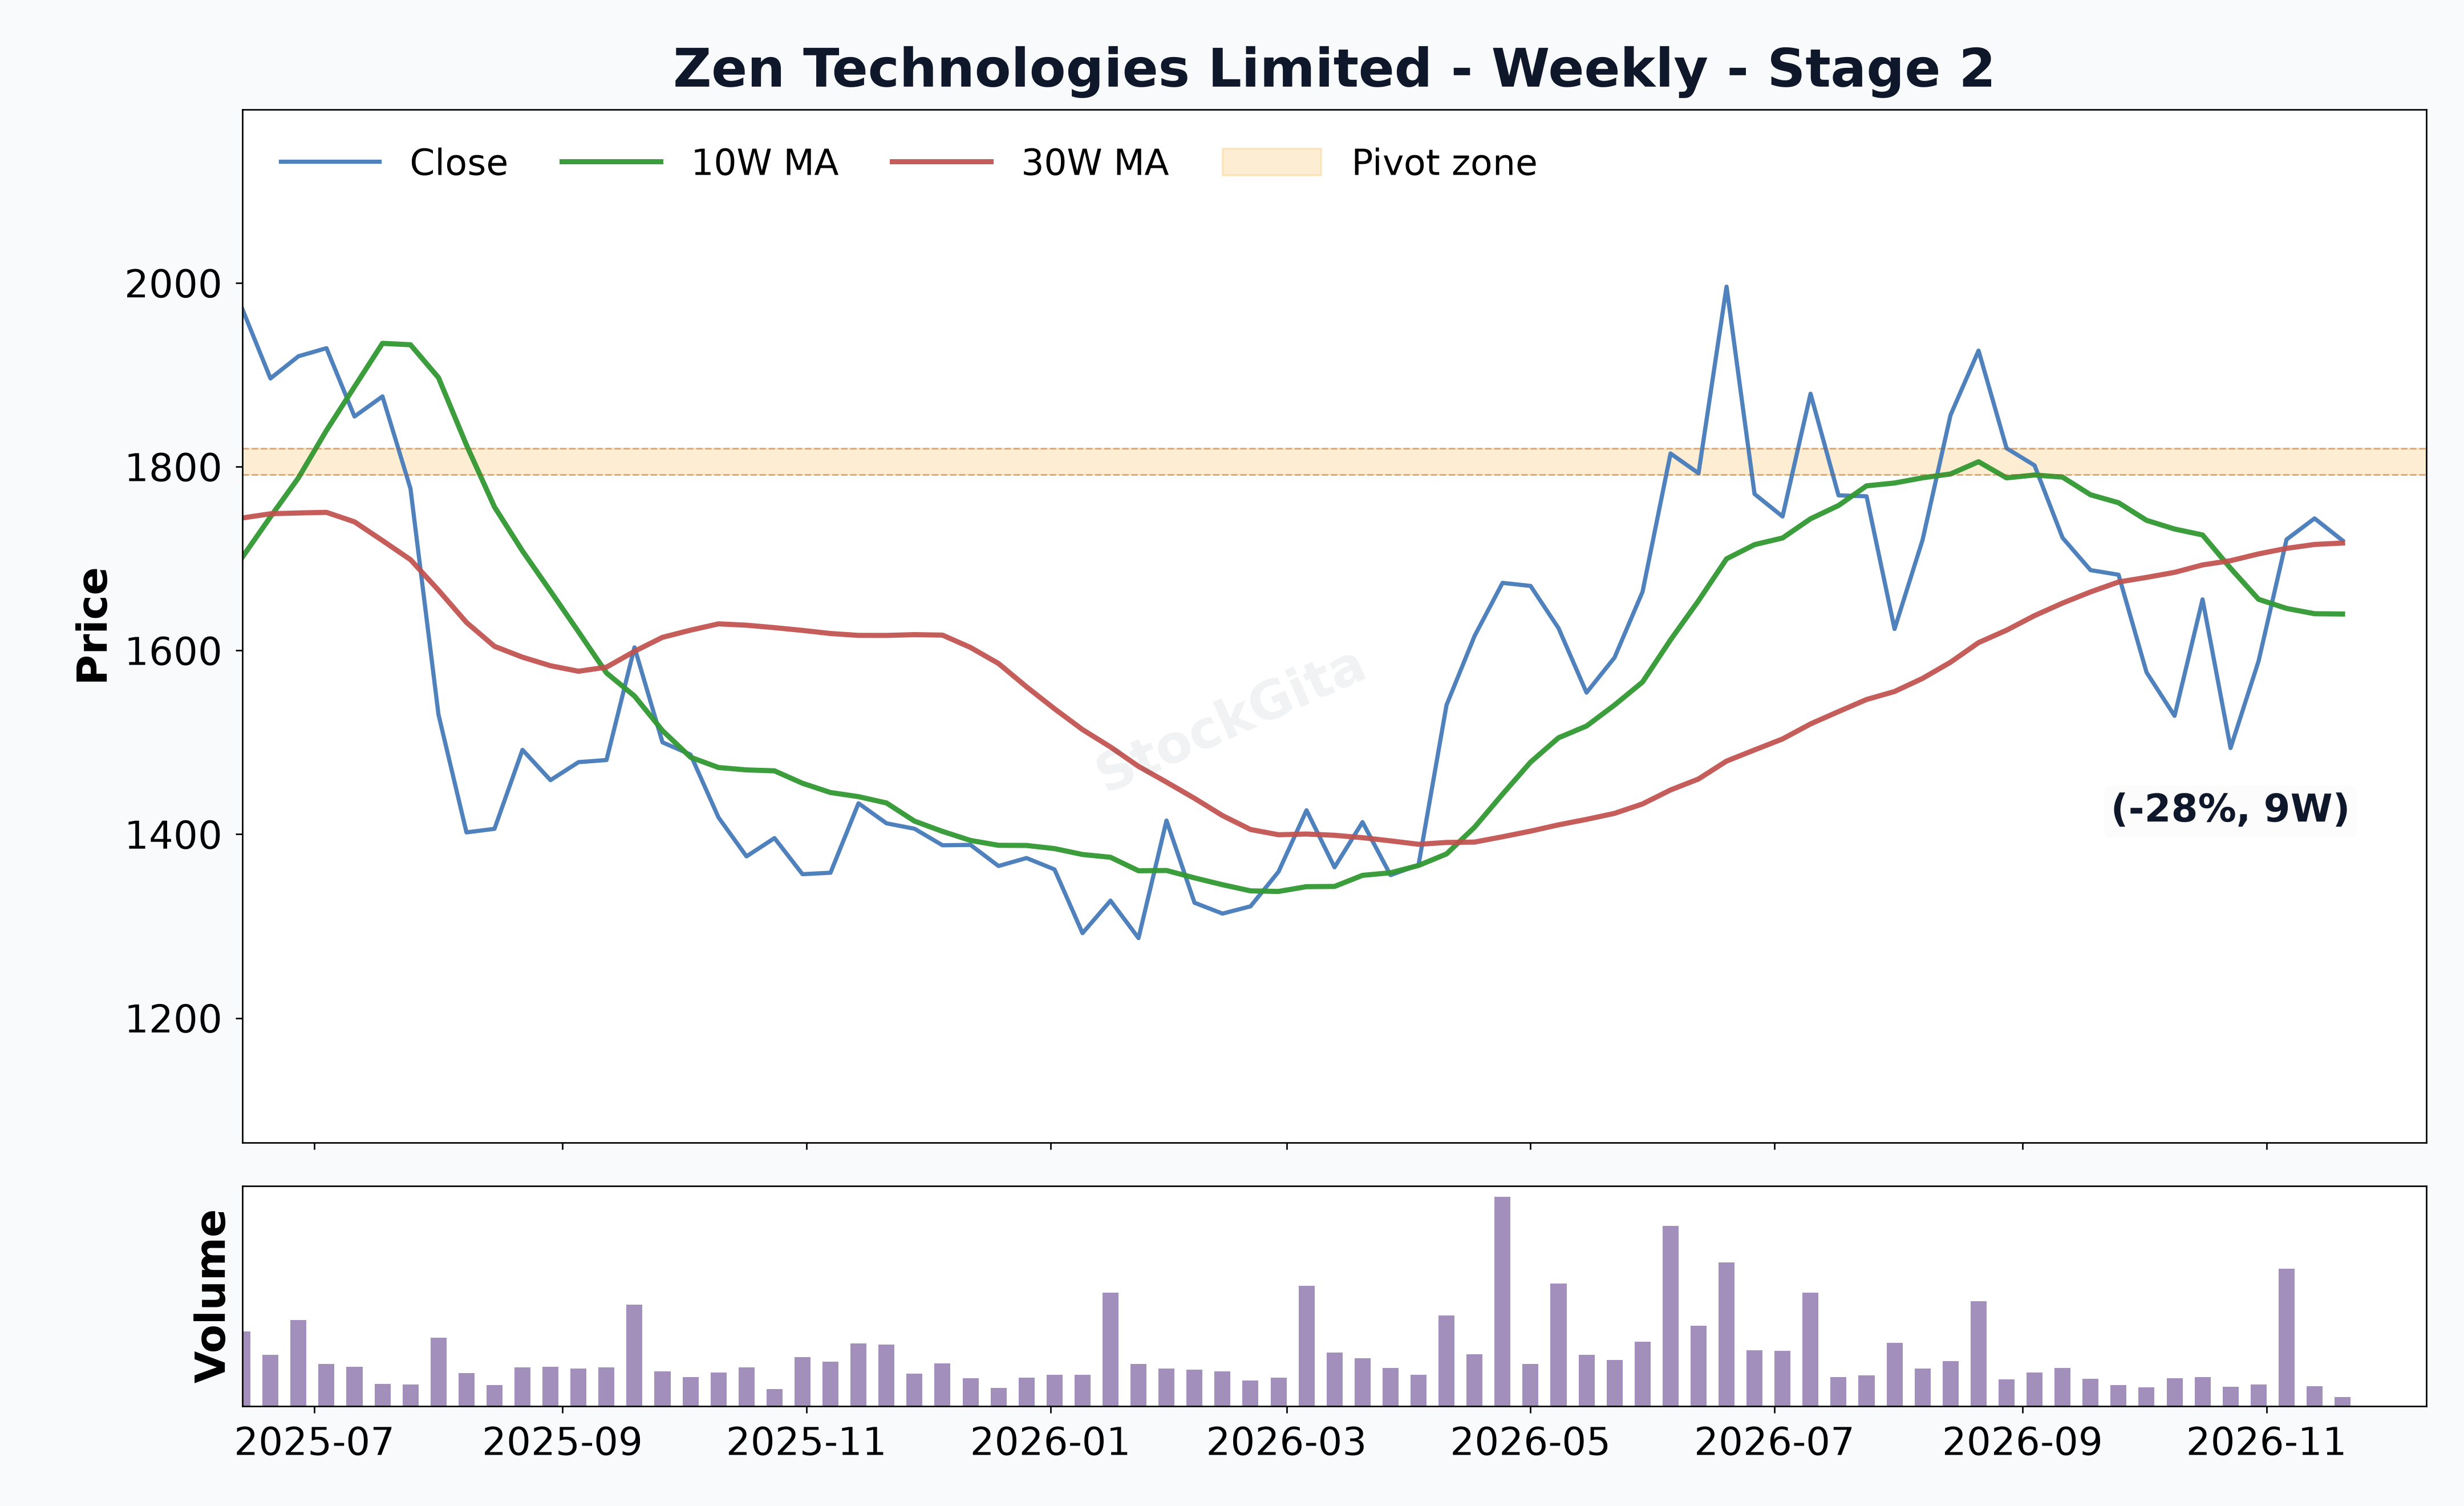 Zen Technologies Limited - Weekly - Stage 2
Close
10W MA
30W MA
Pivot zone
2000
1800
1600
1400
1200
Price
StockGita
(-28%, 9W)
Volume
2025-07
2025-09
2025-11
2026-01
2026-03
2026-05
2026-07
2026-09
2026-11